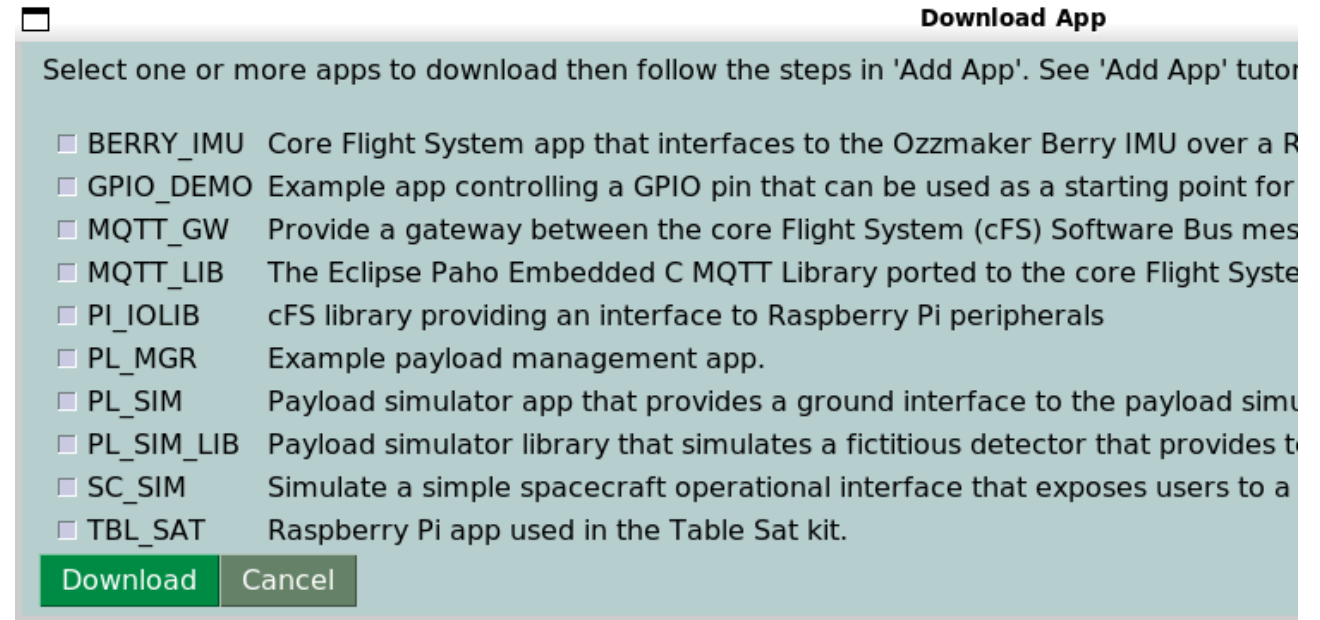 Download App
Select one or more apps to download then follow the steps in 'Add App'. See 'Add App'
BERRY_IMU Core Flight System app that interfaces to the Ozzmaker Berry IMU over a
GPIO_DEMO Example app controlling a GPIO pin that can be used as a starting point for
MQTT_GW Provide a gateway between the core Flight System (cFS) Software Bus
MQTT_LIB The Eclipse Paho Embedded C MQTT Library ported to the core Flight
PI_IOLIB cFS library providing an interface to Raspberry Pi peripherals
PL_MGR Example payload management app.
PL_SIM Payload simulator app that provides a ground interface to the payload
PL_SIM_LIB Payload simulator library that simulates a fictitious detector that provides
SC_SIM Simulate a simple spacecraft operational interface that exposes users to a
TBL_SAT Raspberry Pi app used in the Table Sat kit.
Download Cancel